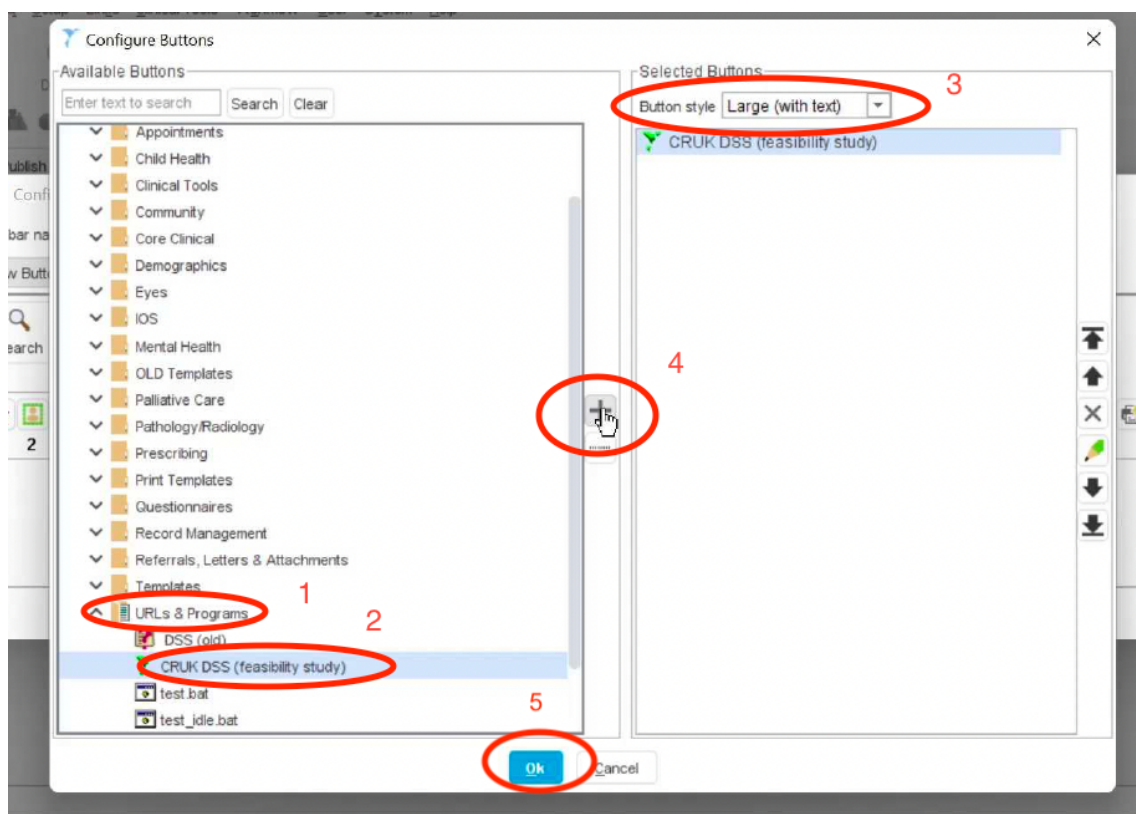 Configure Buttons
Available Buttons
Selected Buttons
3
Enter text to search Search Clear
Button style Large (with text)
Appointments
CRUK DSS (feasibility study)
Child Health
Clinical Tools
Community
Core Clinical
Demographics
Eyes
IOS
Mental Health
4
OLD Templates
Palliative Care
Pathology/Radiology
2
Prescribing
Print Templates
Questionnaires
Record Management
Referrals, Letters & Attachments
Templates
1
URLs & Programs
2
DSS (old)
CRUK DSS (feasibility study)
test.bat
5
test_idle.bat
Ok Cancel